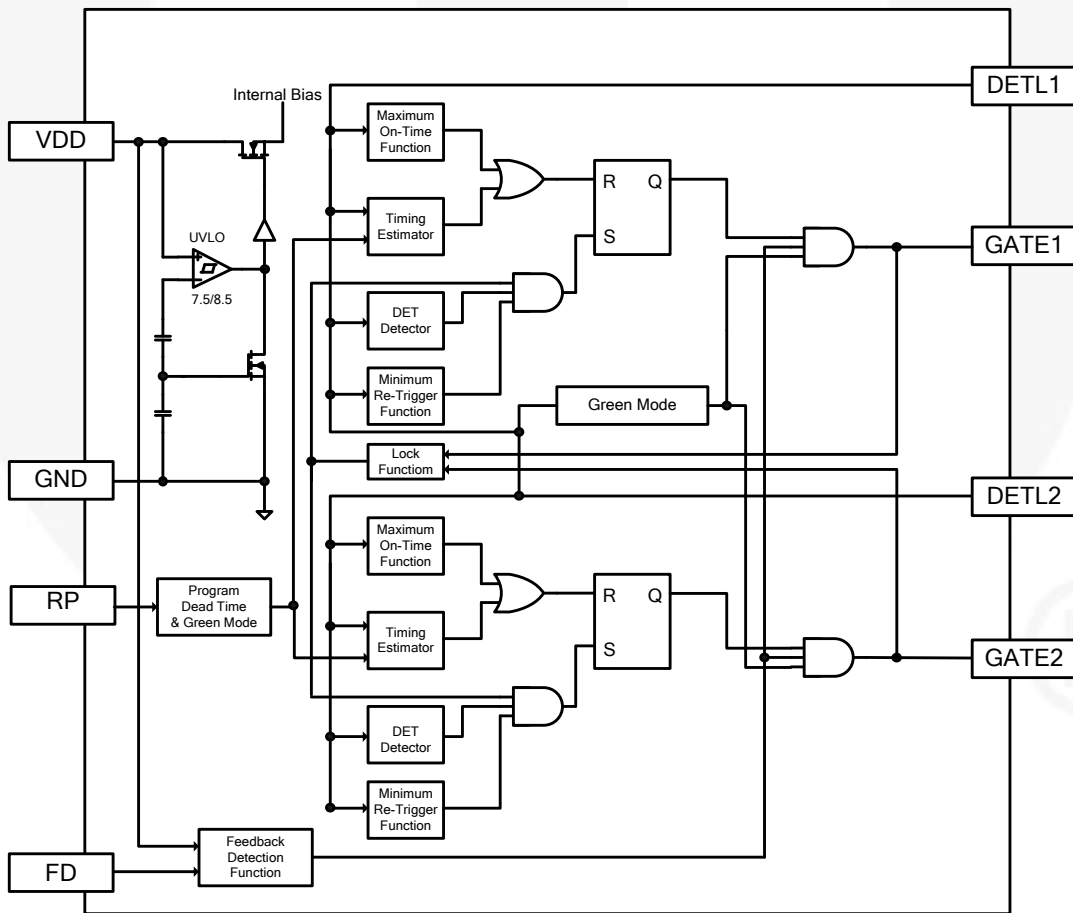 DETL1
Internal Bias
Maximum
On-Time
Function
VDD
R
Q
Timing
Estimator
UVLO
S
GATE1
7.5/8.5
DET
Detector
Minimum
Re-Trigger
Function
Green Mode
Lock
Functiom
GND
DETL2
Maximum
On-Time
Function
RP
Program
Dead Time
& Green Mode
R
Q
Timing
Estimator
S
GATE2
DET
Detector
Minimum
Re-Trigger
Function
Feedback
Detection
Function
FD